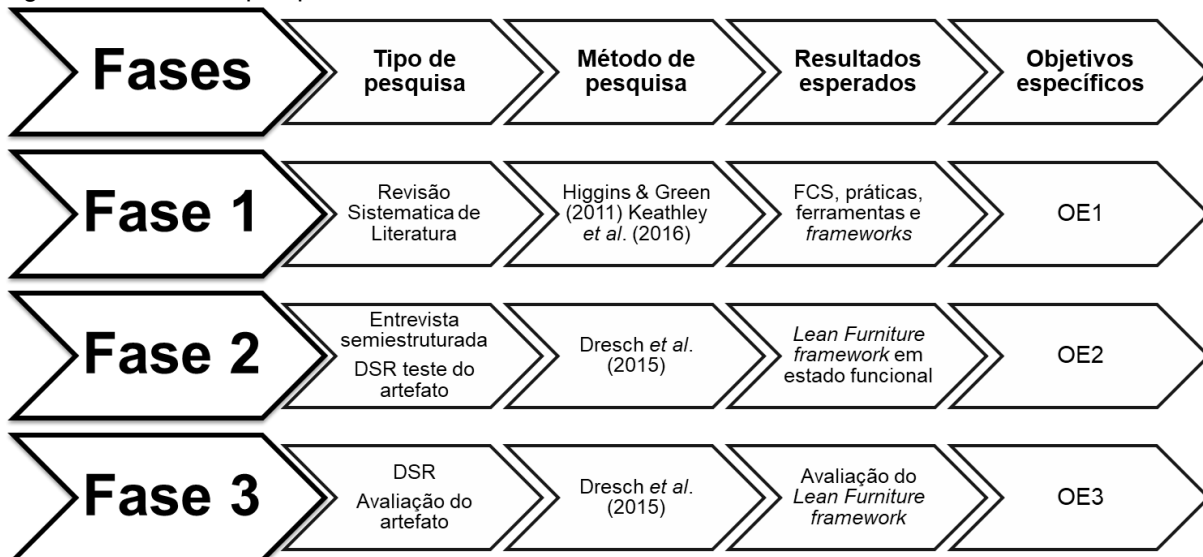 Fases
Tipo de
pesquisa
Método de
pesquisa
Resultados
esperados
Objetivos
específicos
Fase 1
Revisão
Sistematica de
Literatura
Higgins & Green
(2011) Keathley
et al. (2016)
FCS, práticas,
ferramentas e
frameworks
OE1
Fase 2
Entrevista
semiestruturada
DSR teste do
artefato
Dresch et al.
(2015)
Lean Furniture
framework em
estado funcional
OE2
Fase 3
DSR
Avaliação do
artefato
Dresch et al.
(2015)
Avaliação do
Lean Furniture
framework
OE3